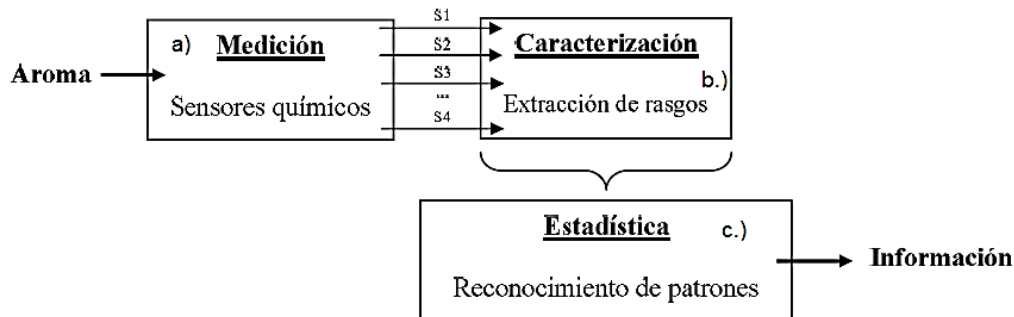 Aroma
a) Medición
Sensores químicos
S1
S2
S3
...
S4
Caracterización
b.)
Extracción de rasgos
Estadística c.)
Reconocimiento de patrones
Información